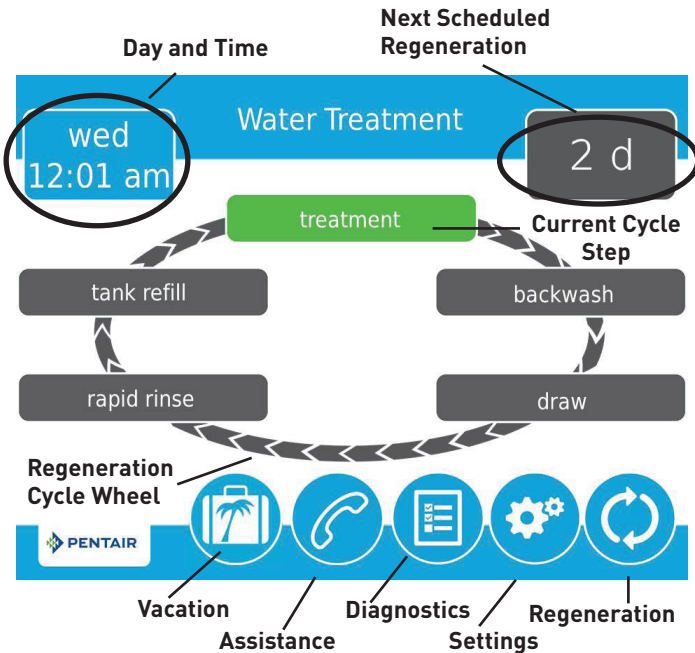 Day and Time
Next Scheduled
Regeneration
wed
12:01 am
Water Treatment
2 d
treatment
Current Cycle
Step
tank refill
backwash
rapid rinse
draw
Regeneration
Cycle Wheel
PENTAIR
Vacation
Assistance
Diagnostics
Settings
Regeneration